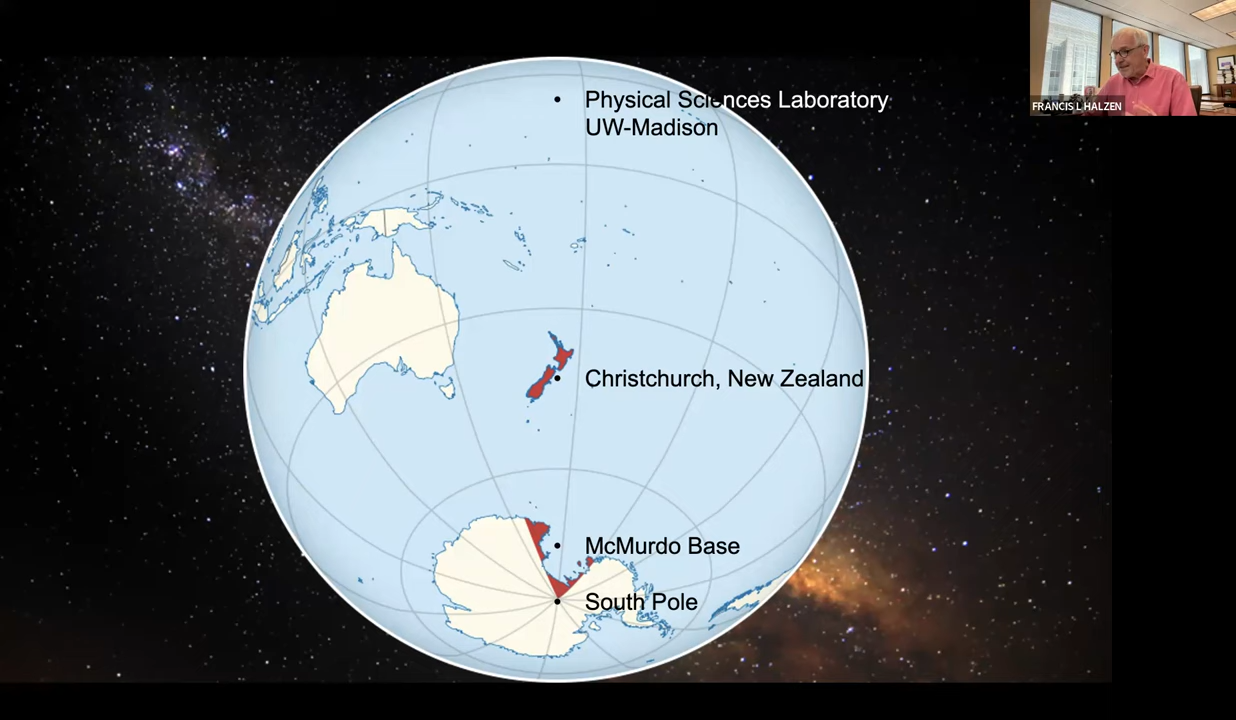 Physical Sciences Laboratory
FRANCIS L HALZEN
UW-Madison
Christchurch, New Zealand
McMurdo Base
South Pole